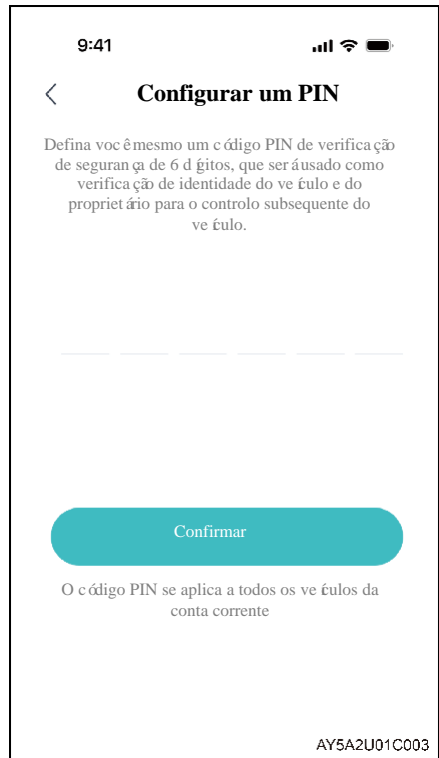 9:41
Configurar um PIN
Defina você mesmo um código PIN de verificação
de segurança de 6 dígitos, que será usado como
verificação de identidade do veículo e do
proprietário para o controlo subsequente do
veículo.
Confirmar
O código PIN se aplica a todos os veículos da
conta corrente
AY5A2U01C003